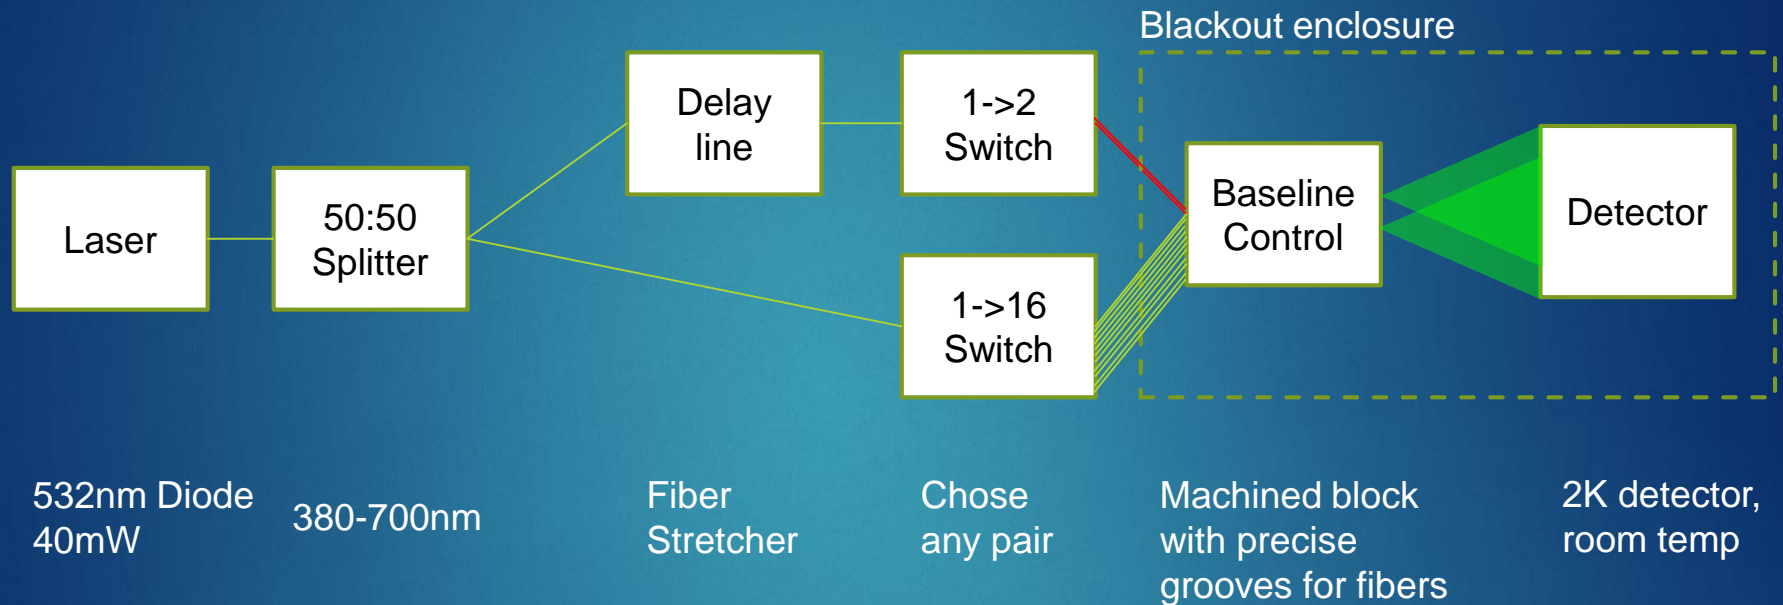 Blackout enclosure
Laser
50:50
Splitter
Delay
line
1->2
Switch
1->16
Switch
Baseline
Control
Detector
532nm Diode
40mW
380-700nm
Fiber
Stretcher
Chose
any pair
Machined block
with precise
grooves for fibers
2K detector,
room temp